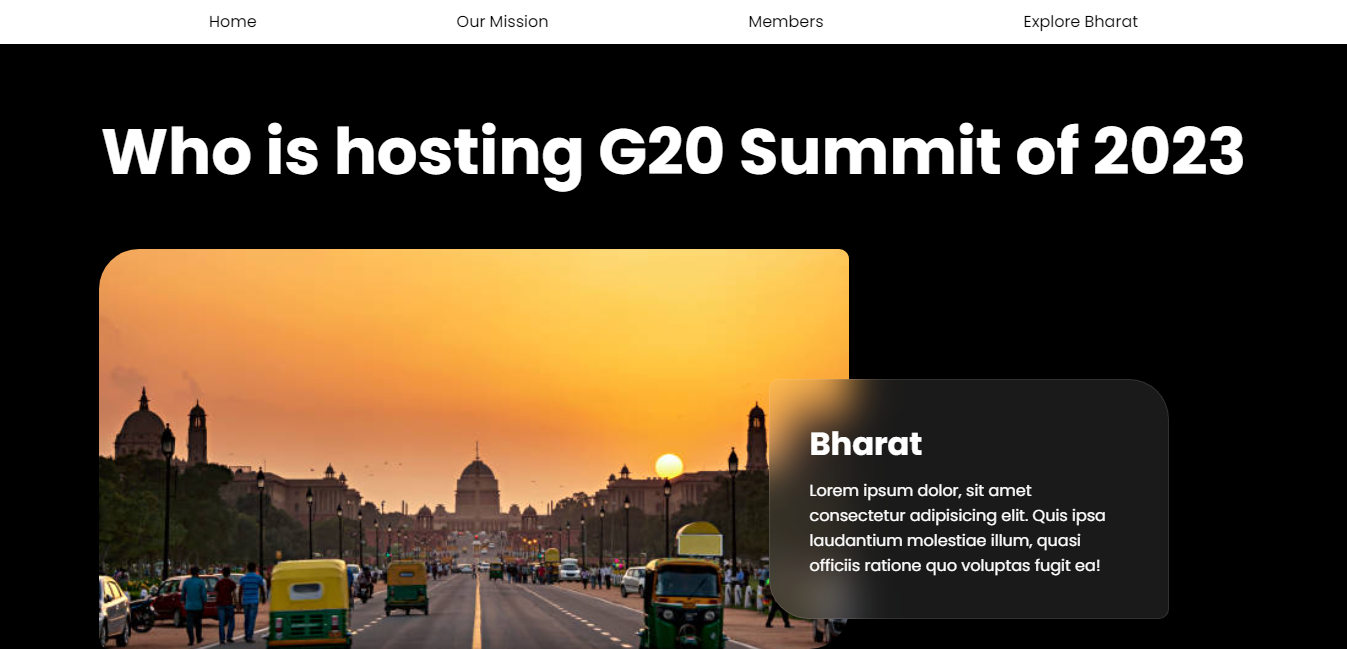 Home
Our Mission
Members
Explore Bharat
Who is hosting G20 Summit of 2023
Bharat
Lorem ipsum dolor, sit amet
consectetur adipisicing elit. Quis ipsa
laudantium molestiae illum, quasi
officiis ratione quo voluptas fugit ea!